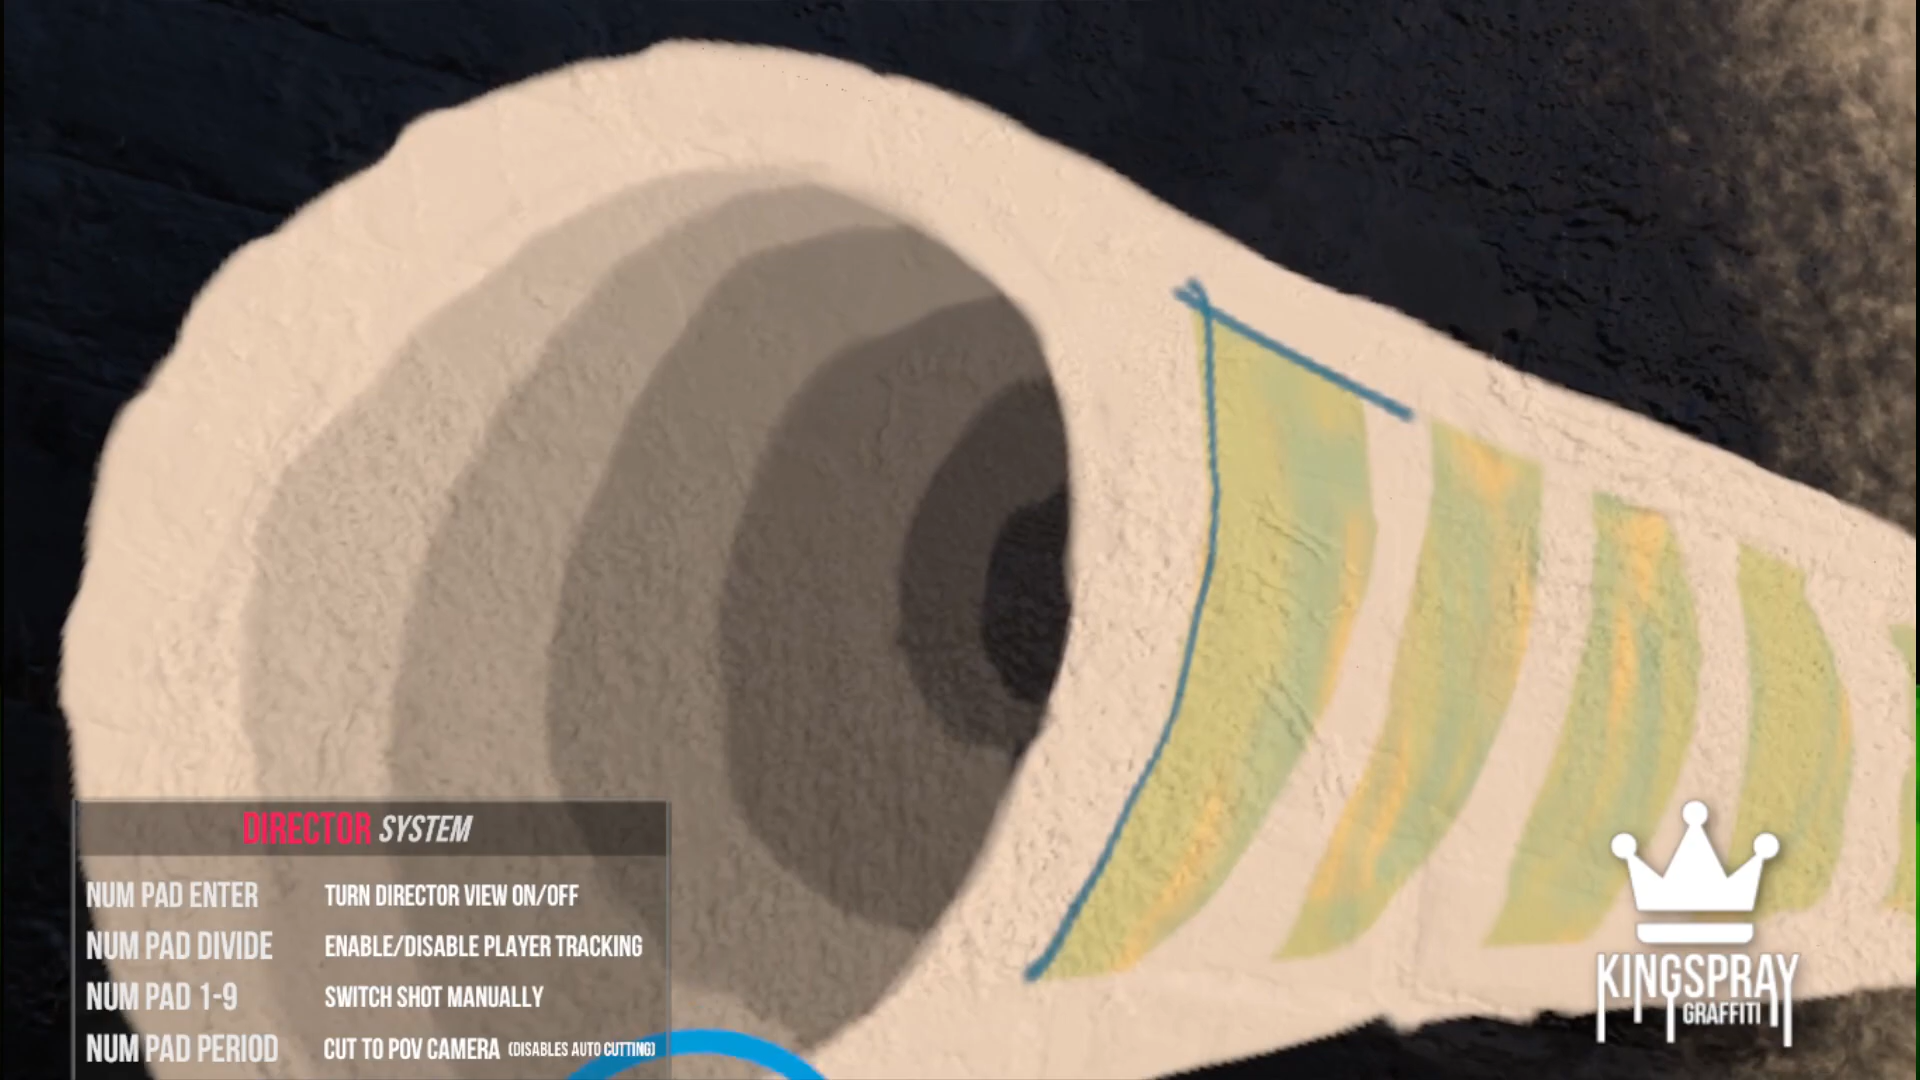 DIRECTOR SYSTEM
NUM PAD ENTER TURN DIRECTOR VIEW ON/OFF
NUM PAD DIVIDE ENABLE/DISABLE PLAYER TRACKING
NUM PAD 1-9 SWITCH SHOT MANUALLY
NUM PAD PERIOD CUT TO POV CAMERA (DISABLES AUTO CUTTING)
KINGSPRAY
GRAFFITI